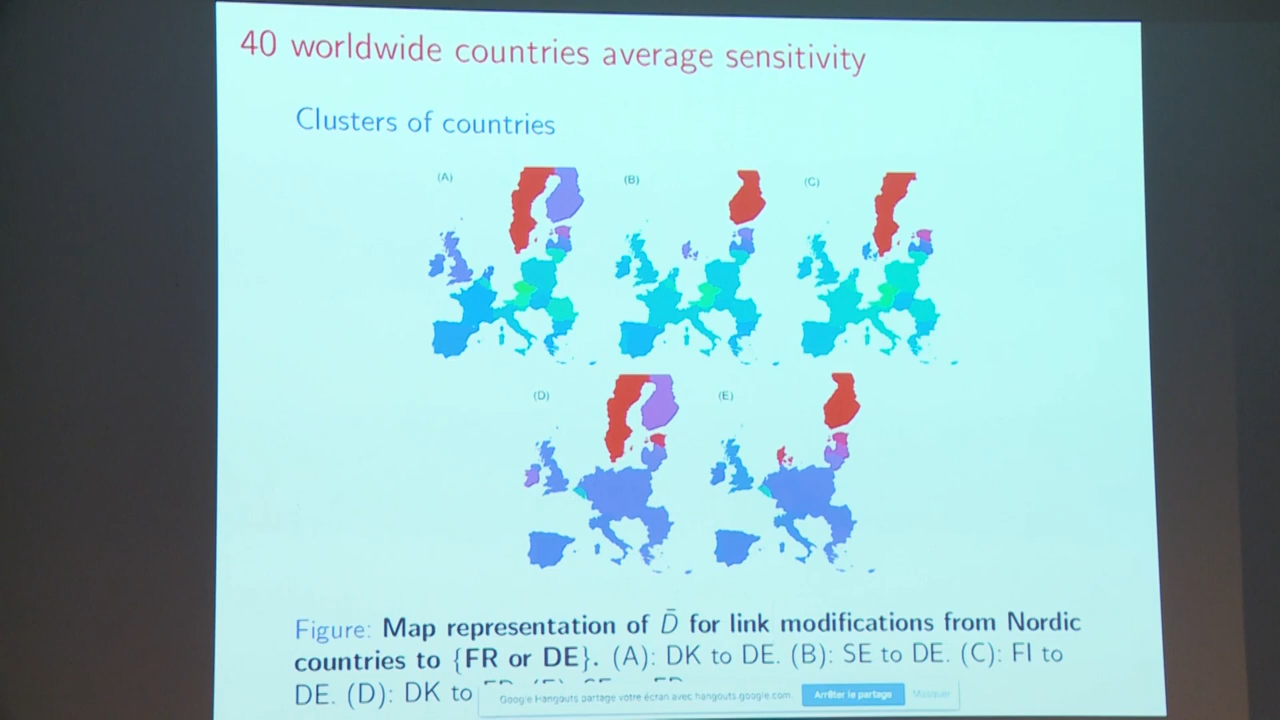 40 worldwide countries average sensitivity
Clusters of countries
(A)
(B)
(C)
(D)
(E)
Figure: Map representation of D̄ for link modifications from Nordic
countries to {FR or DE}. (A): DK to DE. (B): SE to DE. (C): FI to
DE. (D): DK to
Google Hangouts partage votre écran avec hangouts.google.com.
Arrêter le partage
Masquer